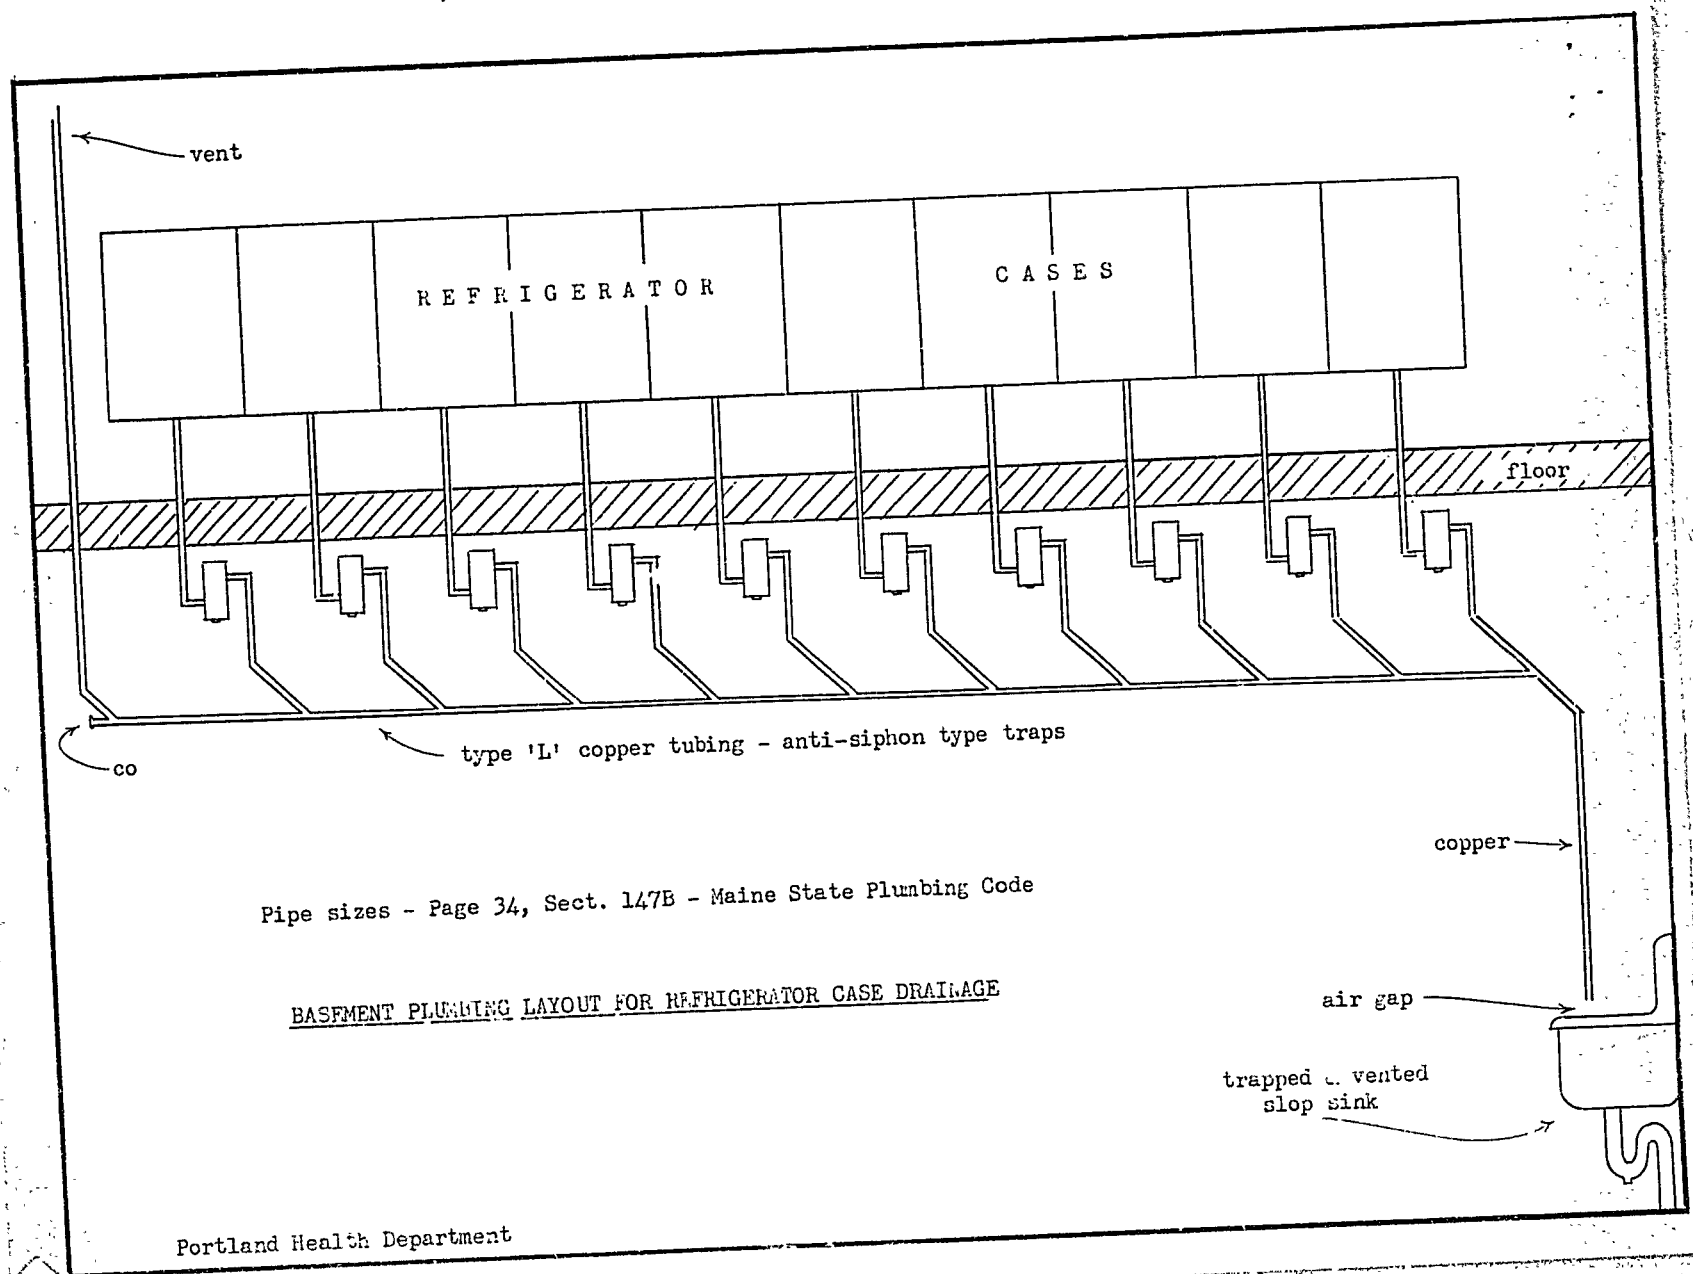 vent
REFRIGERATOR CASES
floor
type 'L' copper tubing - anti-siphon type traps
co
copper
Pipe sizes - Page 34, Sect. 147B - Maine State Plumbing Code
BASEMENT PLUMBING LAYOUT FOR REFRIGERATOR CASE DRAINAGE
air gap
trapped & vented
slop sink
Portland Health Department